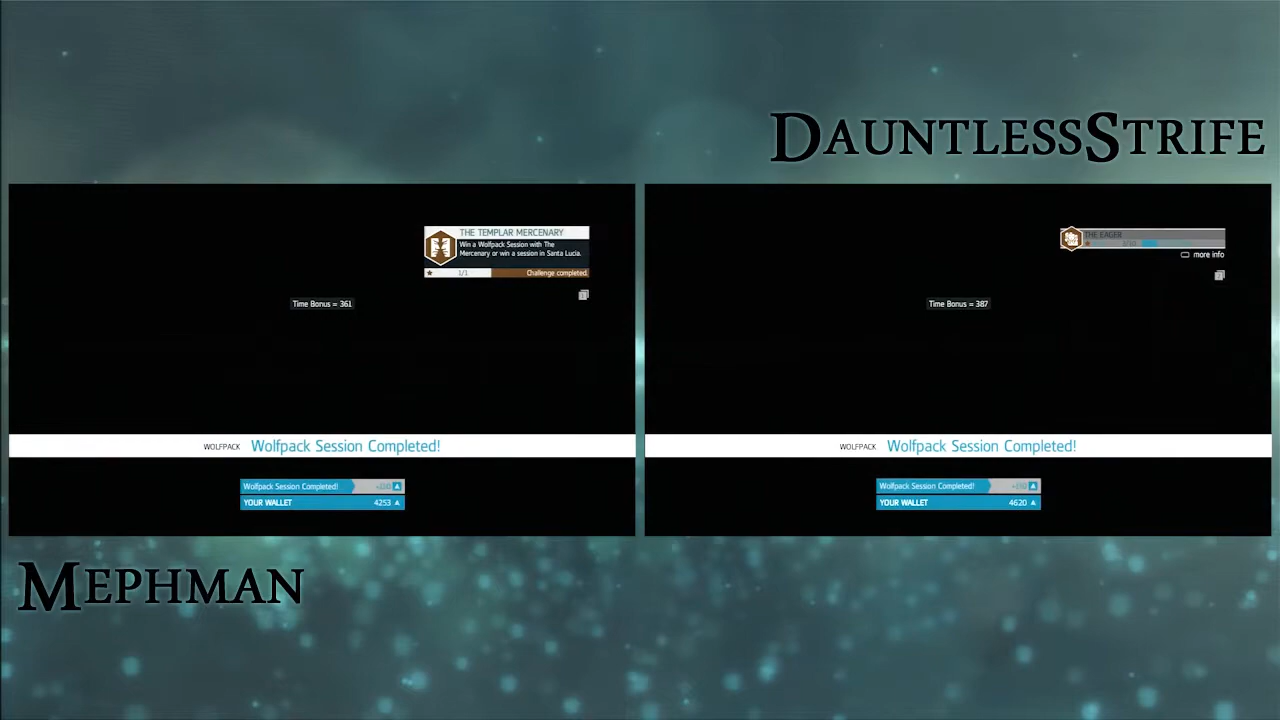 DAUNTLESSSTRIFE
THE TEMPLAR MERCENARY
Win a Wolfpack Session with The
Mercenary or win a session in Santa Lucia.
1/1 Challenge completed.
Time Bonus = 361
WOLFPACK Wolfpack Session Completed!
Wolfpack Session Completed!
YOUR WALLET 4253
THE EAGER
more info
Time Bonus = 387
WOLFPACK Wolfpack Session Completed!
Wolfpack Session Completed!
YOUR WALLET 4620
MEPHMAN